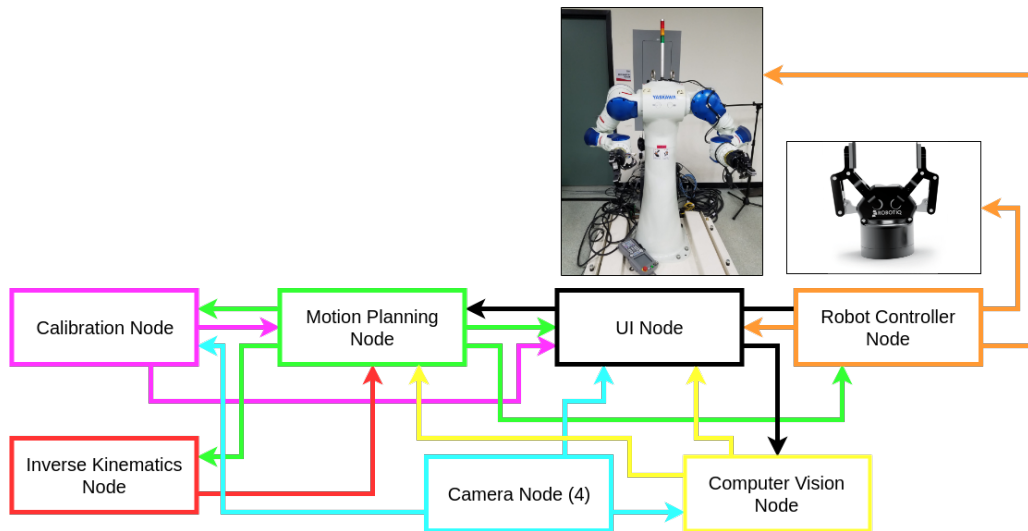 YASKAWA
ROBOTIQ
Calibration Node
Motion Planning
Node
UI Node
Robot Controller
Node
Inverse Kinematics
Node
Camera Node (4)
Computer Vision
Node